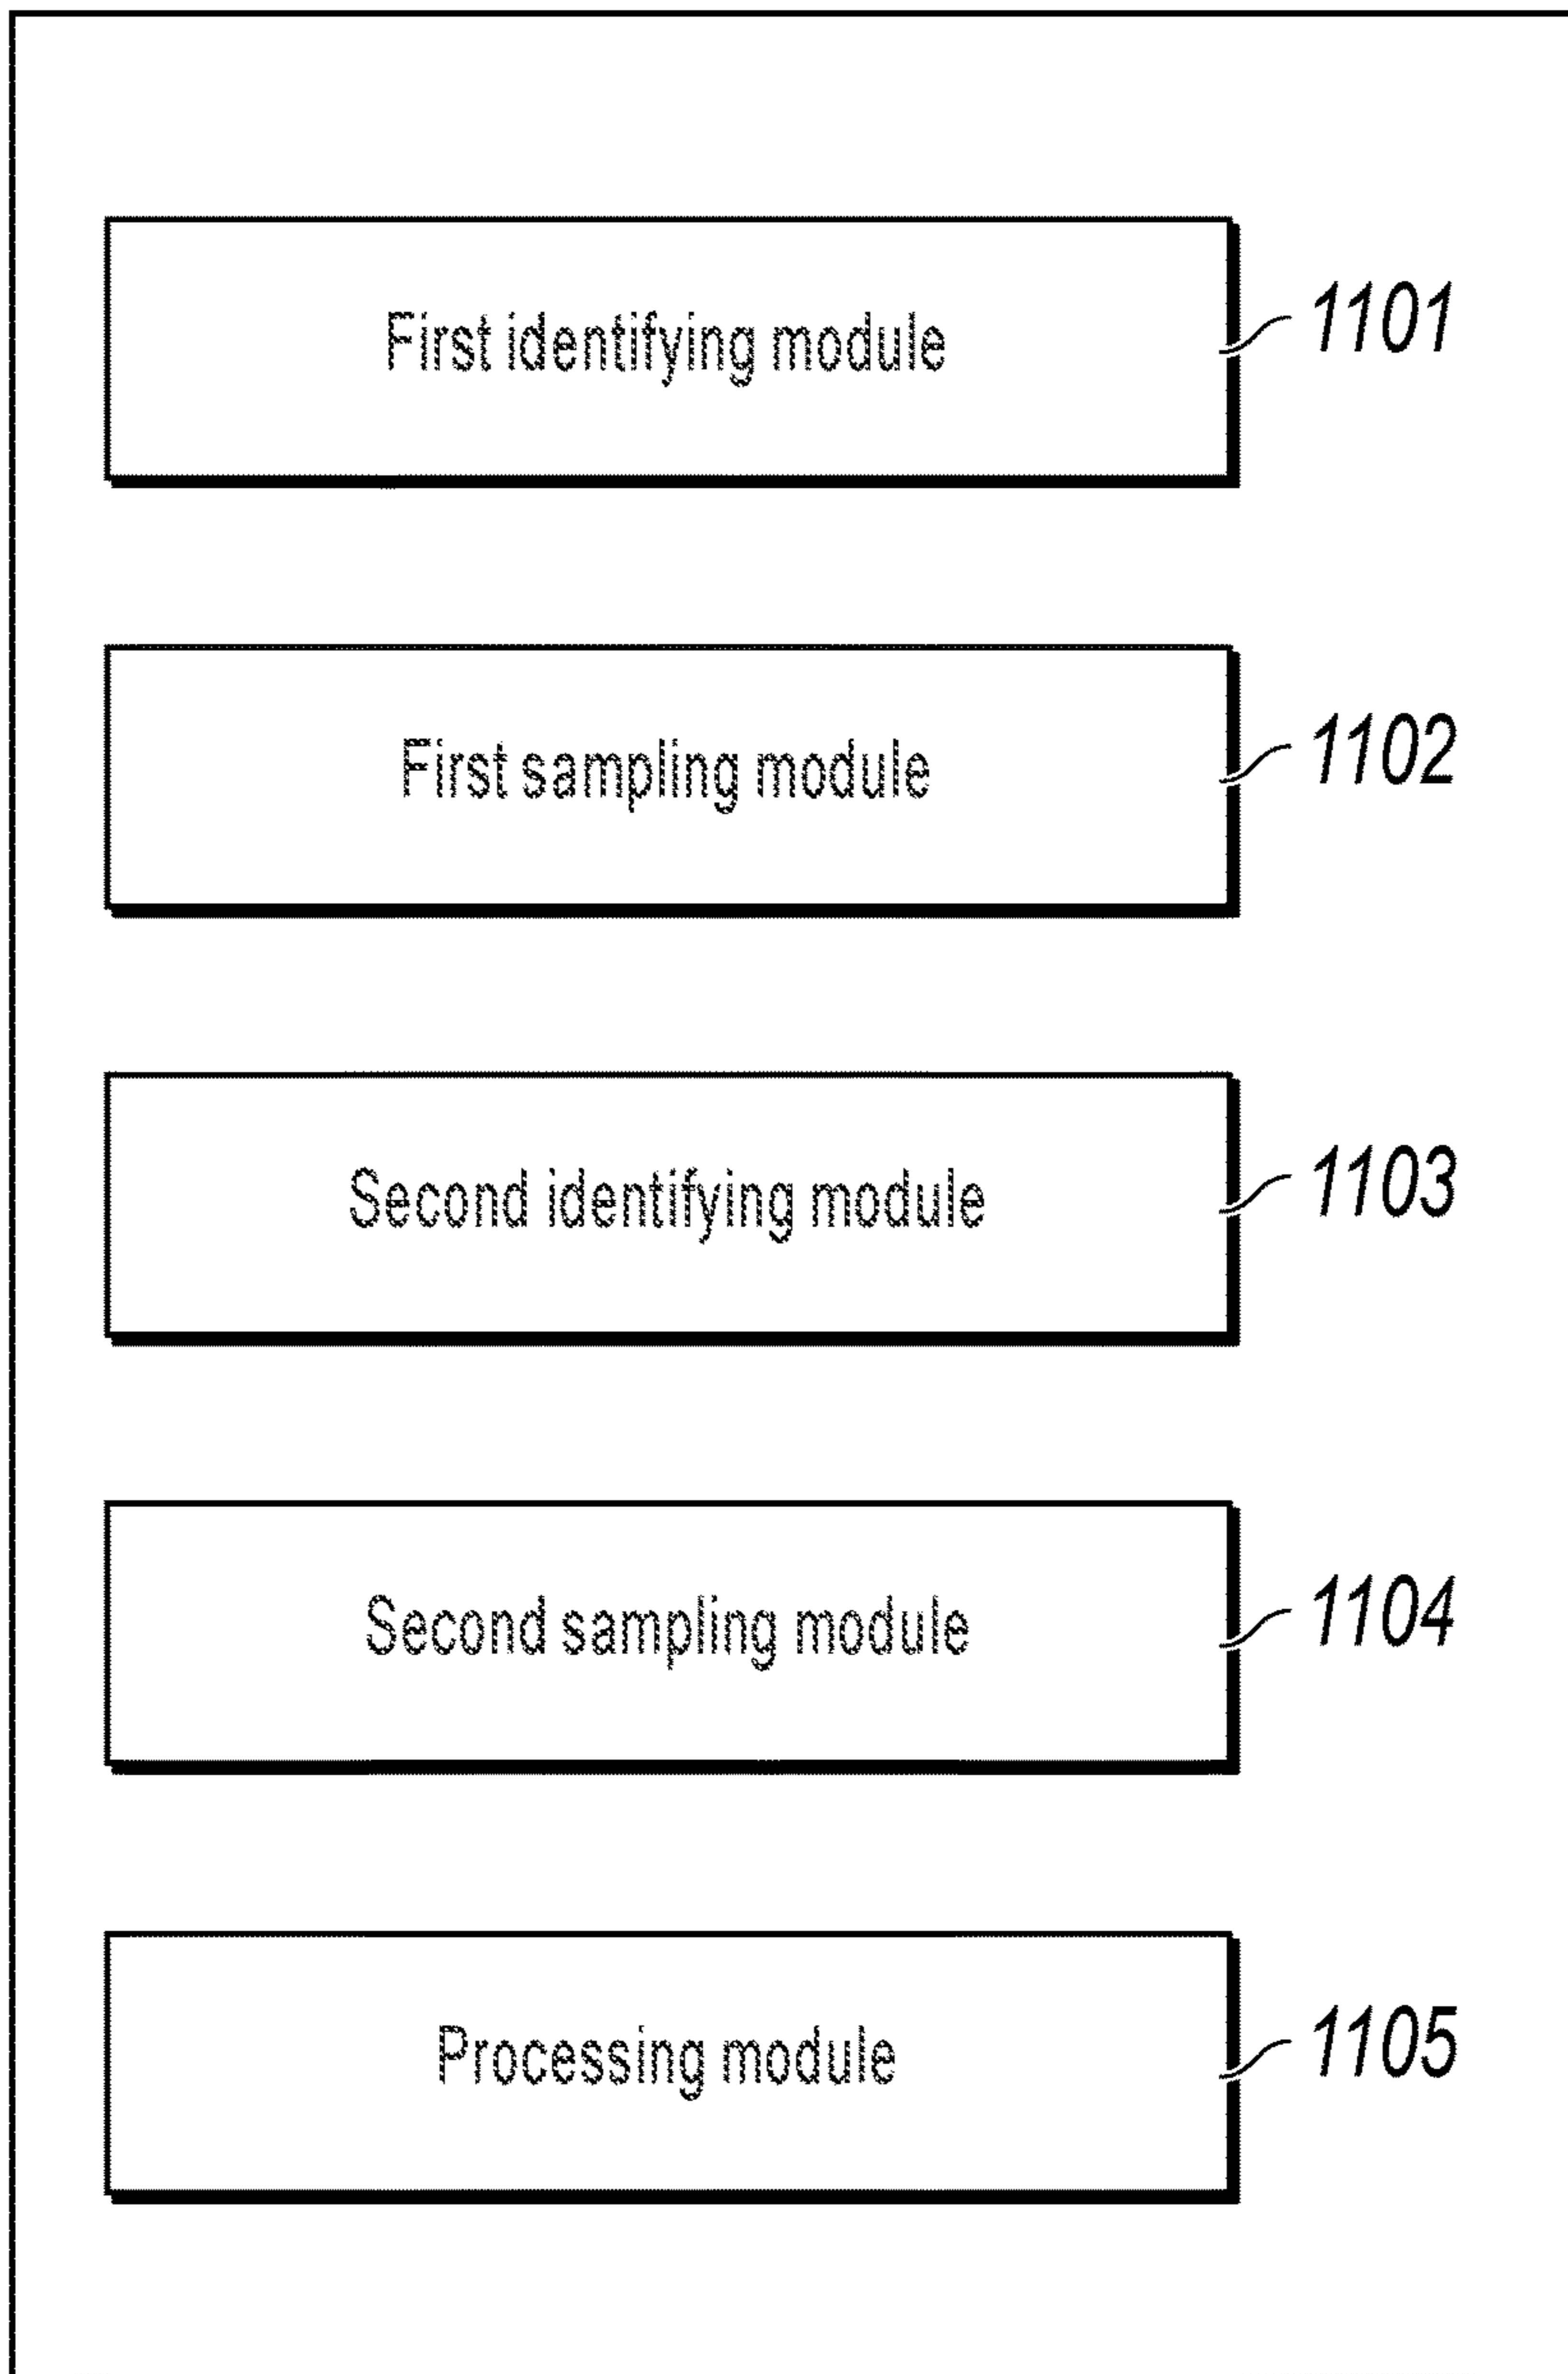 First identifying module
1101
First sampling module
1102
Second identifying module
1103
Second sampling module
1104
Processing module
1105